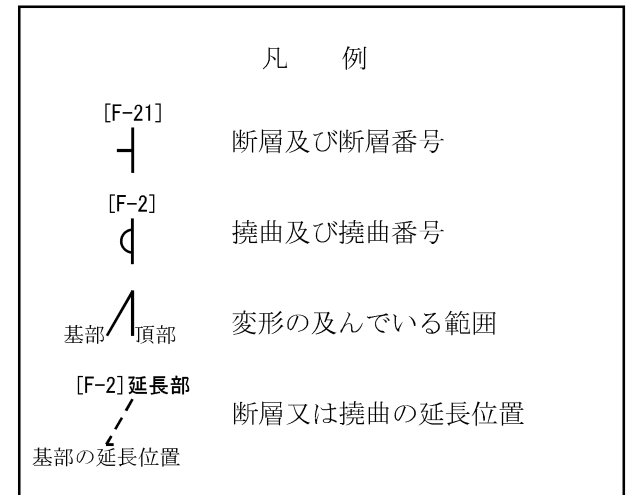 凡 例
[F-21]
断層及び断層番号
[F-2]
撓曲及び撓曲番号
基部 頂部
変形の及んでいる範囲
[F-2]延長部
断層又は撓曲の延長位置
基部の延長位置